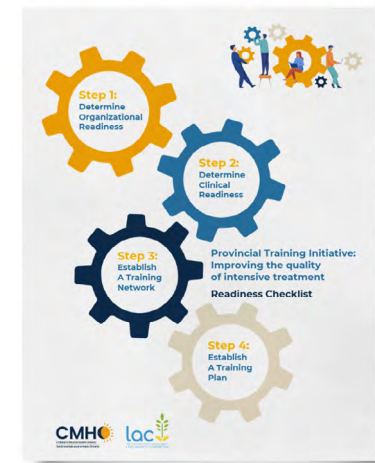 Step 1:
Determine
Organizational
Readiness
Step 2:
Determine
Clinical
Readiness
Step 3:
Establish
A Training
Network
Provincial Training Initiative:
Improving the quality
of intensive treatment
Readiness Checklist
Step 4:
Establish
A Training
Plan
CMHO
lac